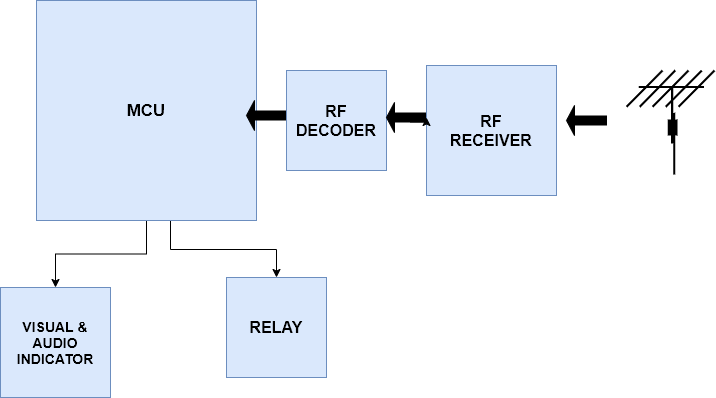 MCU
RF
DECODER
RF
RECEIVER
VISUAL &
AUDIO
INDICATOR
RELAY